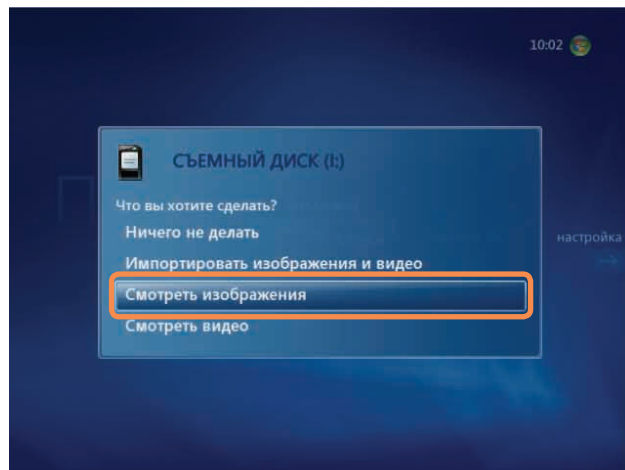 10:02
СЪЕМНЫЙ ДИСК (I:)
Что вы хотите сделать?
Ничего не делать
Импортировать изображения и видео
настройка
Смотреть изображения
Смотреть видео